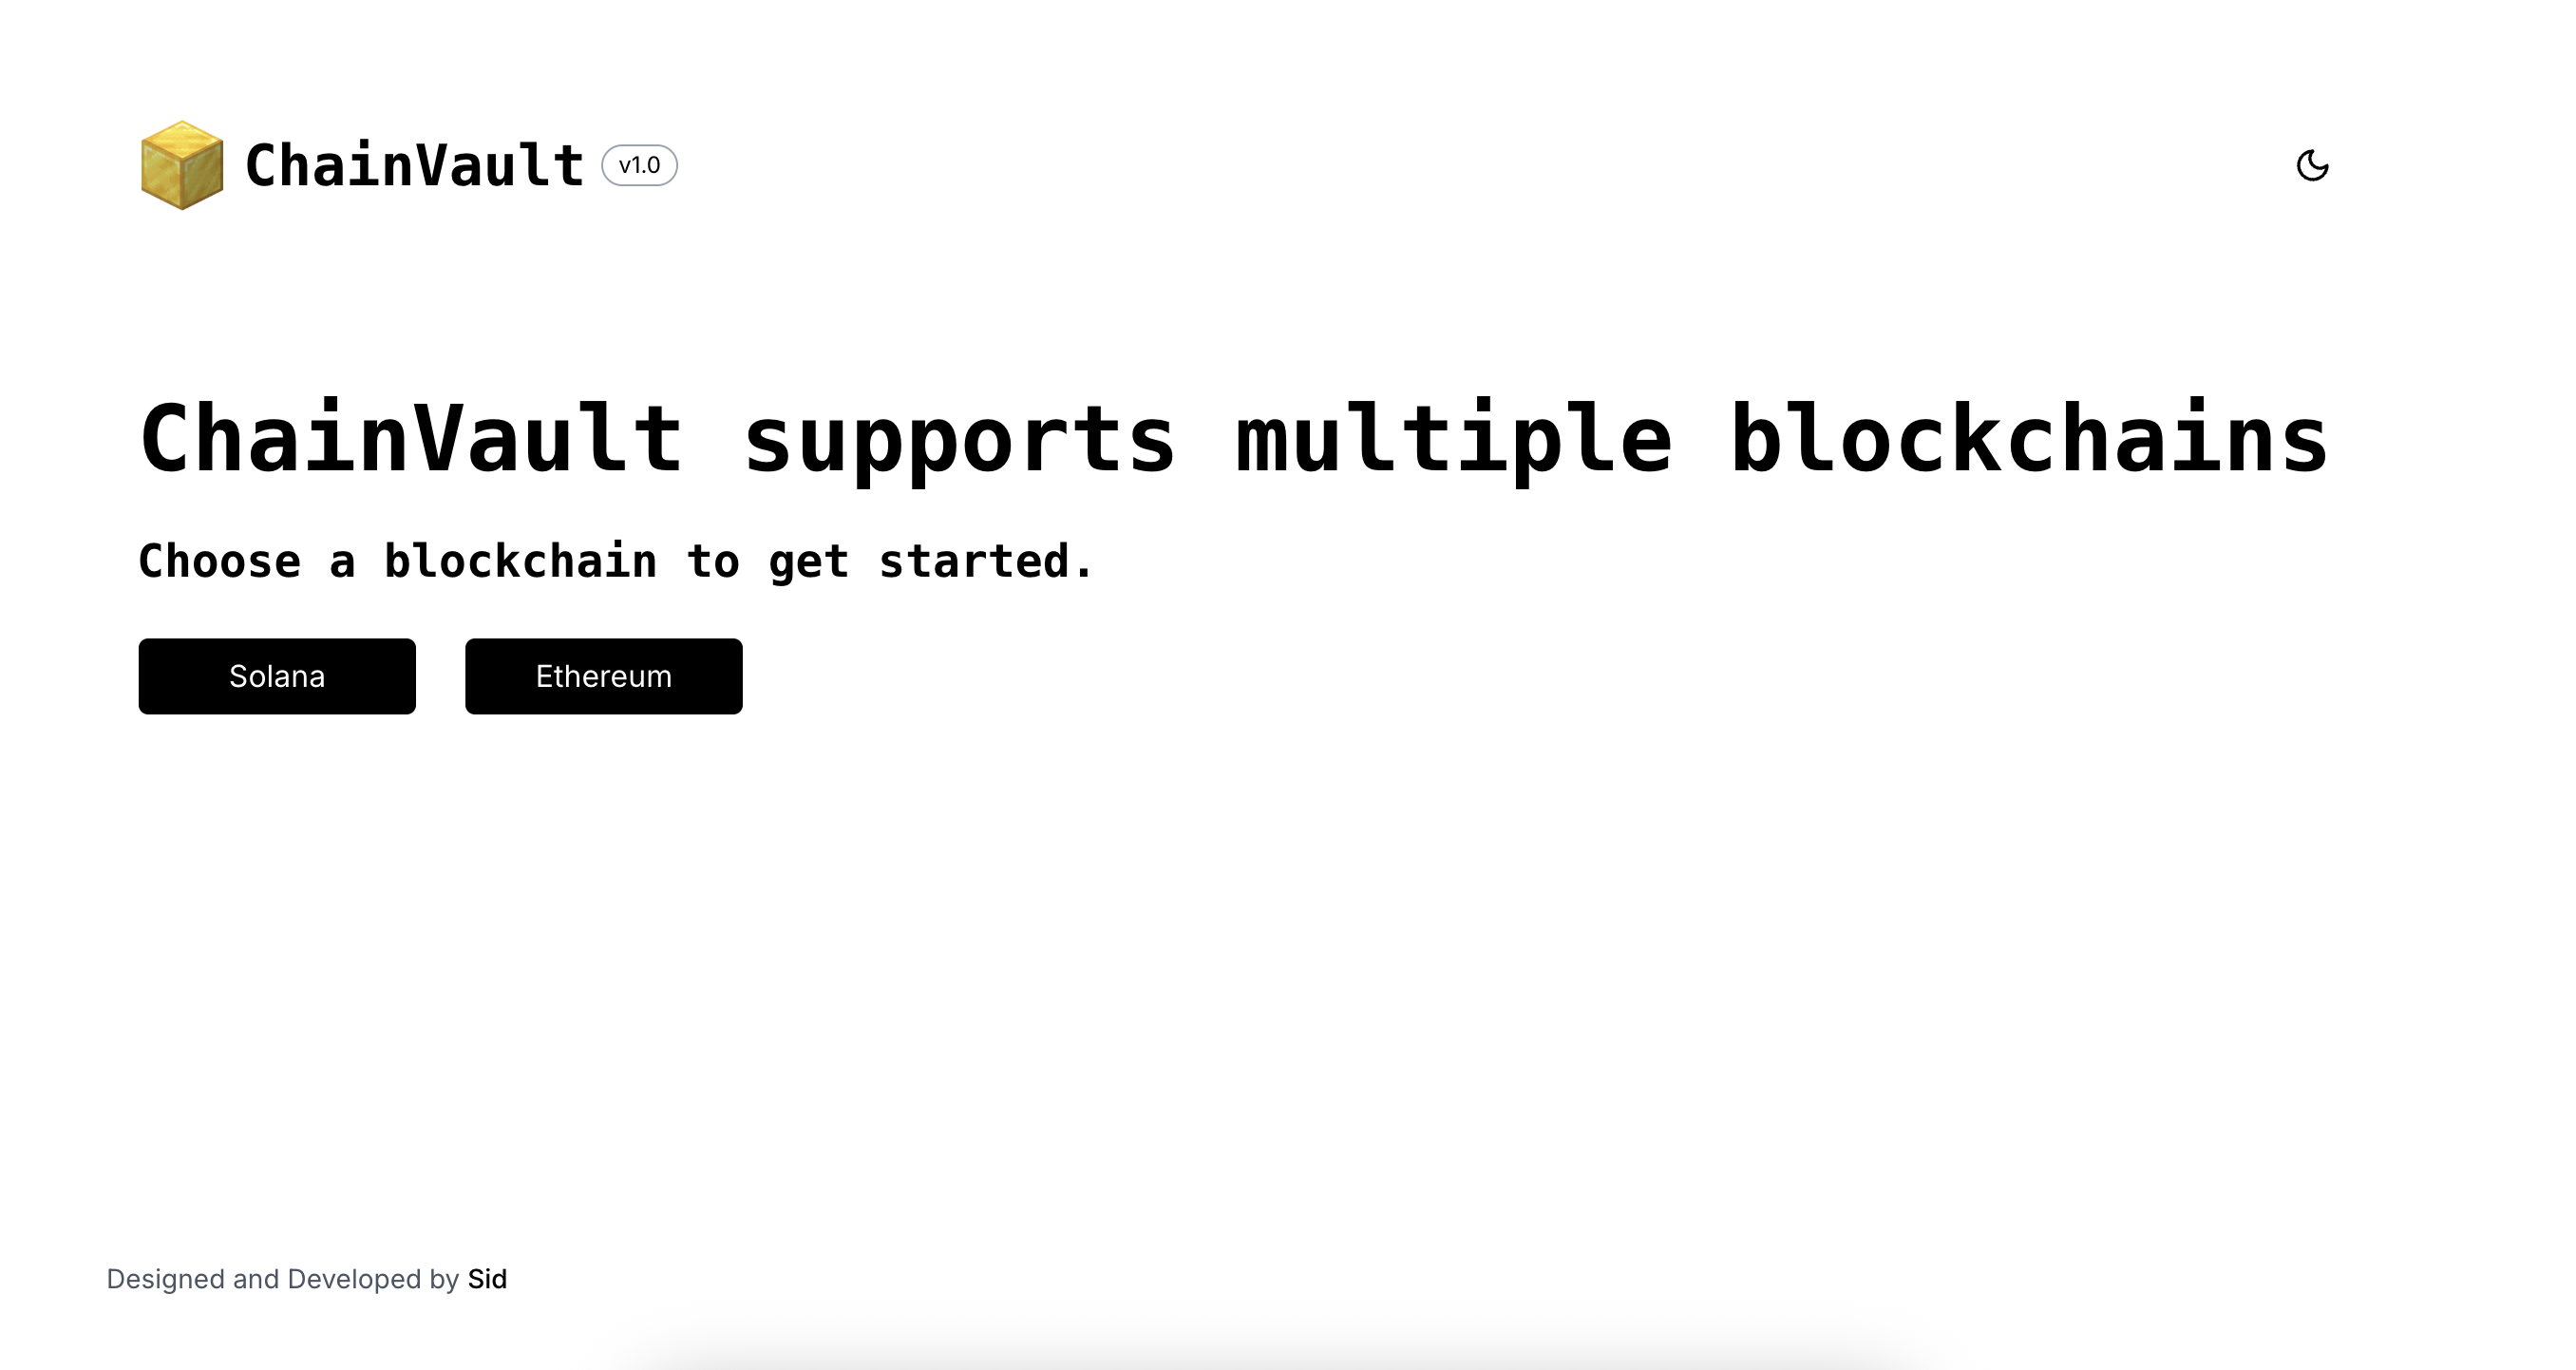 ChainVault v1.0
ChainVault supports multiple blockchains
Choose a blockchain to get started.
Solana Ethereum
Designed and Developed by Sid